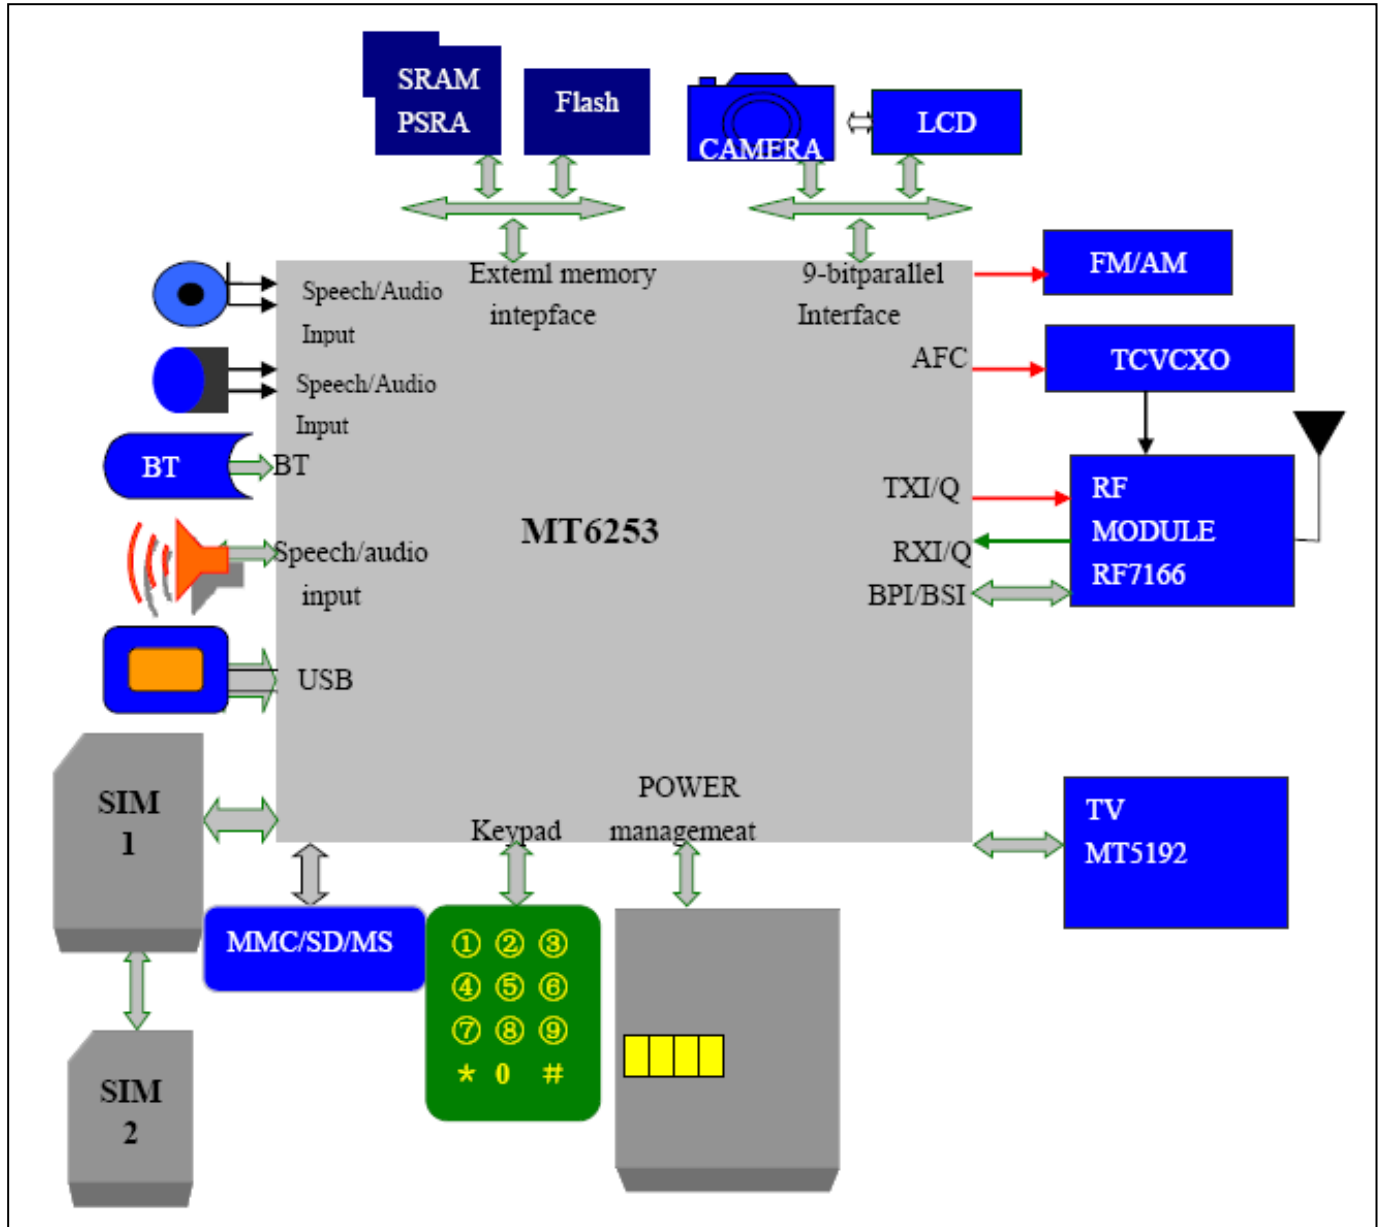 SRAM
PSRA
Flash
CAMERA
LCD
Exteml memory
intepface
9-bitparallel
Interface
FM/AM
Speech/Audio
Input
AFC
TCVCXO
Speech/Audio
Input
BT
BT
TXI/Q
RF
MODULE
RF7166
MT6253
RXI/Q
BPI/BSI
Speech/audio
input
USB
SIM
1
Keypad
POWER
managemeat
TV
MT5192
MMC/SD/MS
① ② ③
④ ⑤ ⑥
⑦ ⑧ ⑨
* 0 #
SIM
2